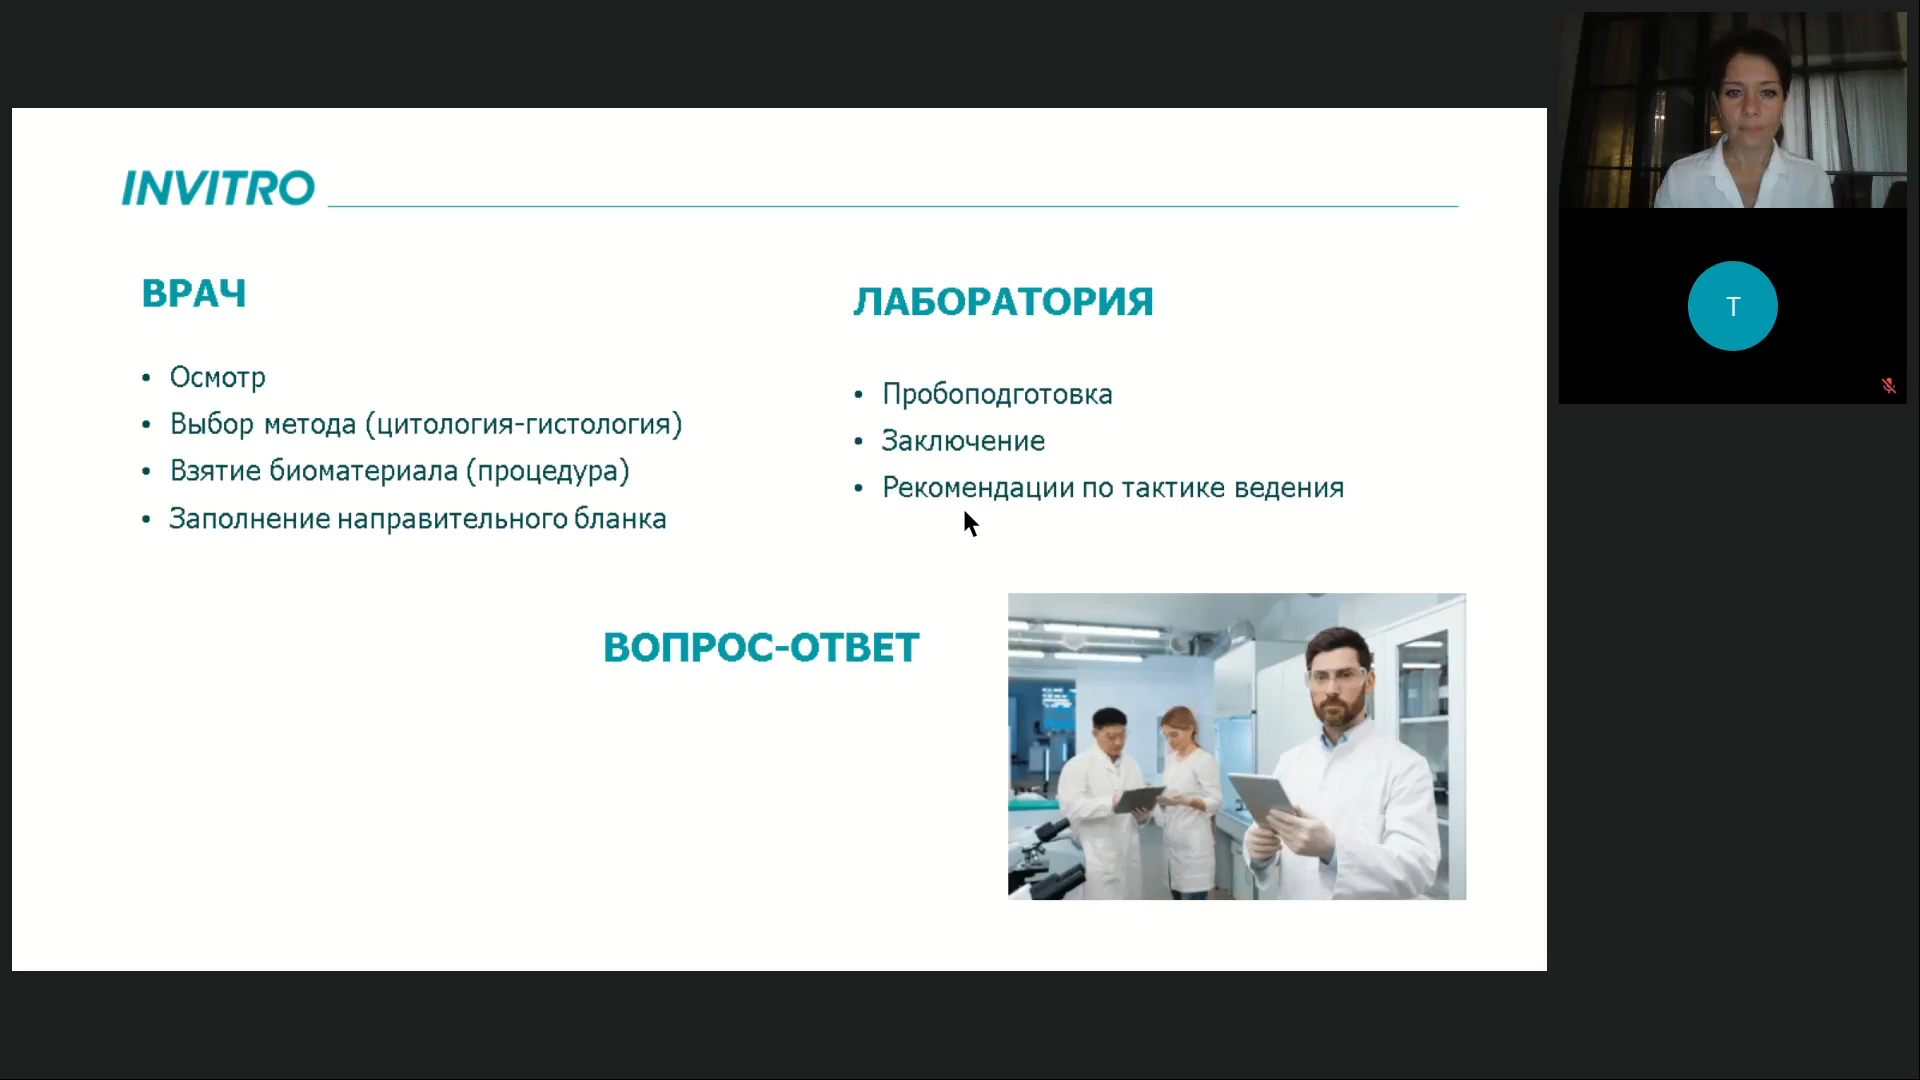 INVITRO
ВРАЧ
• Осмотр
• Выбор метода (цитология-гистология)
• Взятие биоматериала (процедура)
• Заполнение направительного бланка
ЛАБОРАТОРИЯ
• Пробоподготовка
• Заключение
• Рекомендации по тактике ведения
ВОПРОС-ОТВЕТ
T